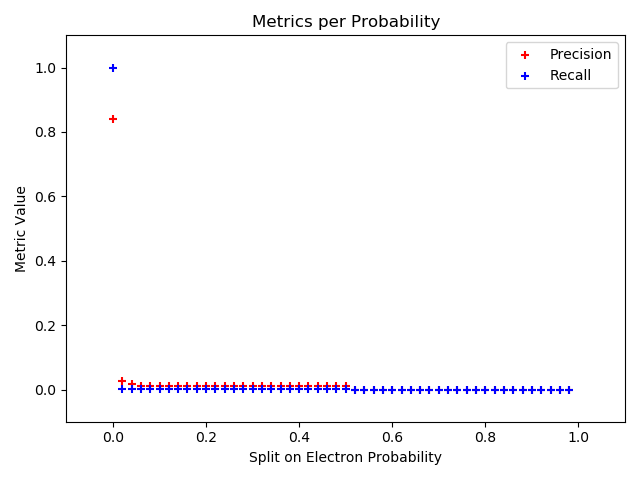 Metrics per Probability
Precision
Recall
Metric Value
1.0
0.8
0.6
0.4
0.2
0.0
0.0 0.2 0.4 0.6 0.8 1.0
Split on Electron Probability